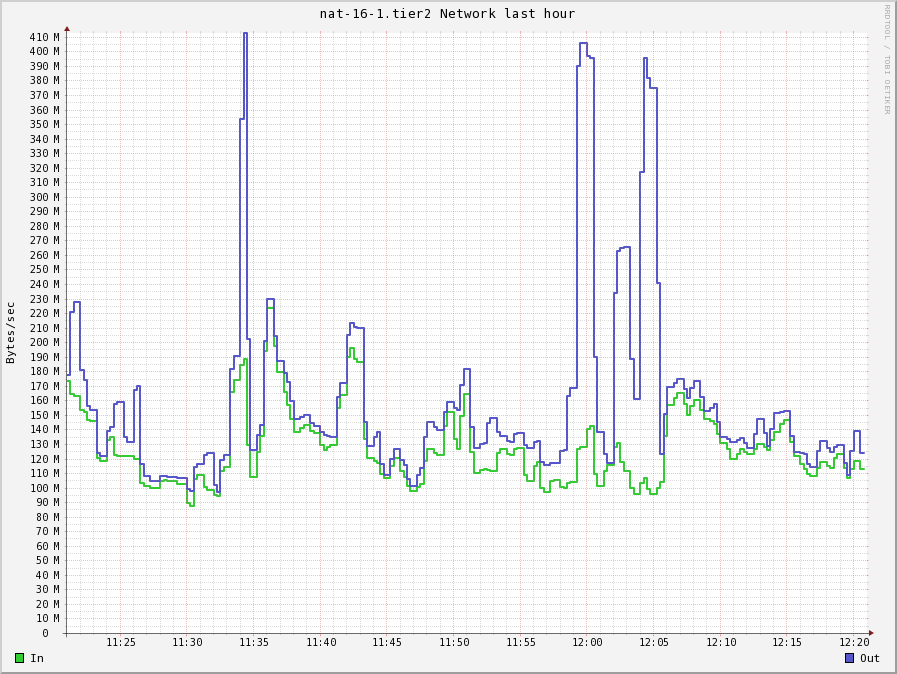 nat-16-1.tier2 Network last hour
RRDTOOL / TOBI OETIKER
Bytes/sec
410 M
400 M
390 M
380 M
370 M
360 M
350 M
340 M
330 M
320 M
310 M
300 M
290 M
280 M
270 M
260 M
250 M
240 M
230 M
220 M
210 M
200 M
190 M
180 M
170 M
160 M
150 M
140 M
130 M
120 M
110 M
100 M
90 M
80 M
70 M
60 M
50 M
40 M
30 M
20 M
10 M
0
11:25 11:30 11:35 11:40 11:45 11:50 11:55 12:00 12:05 12:10 12:15 12:20
In Out